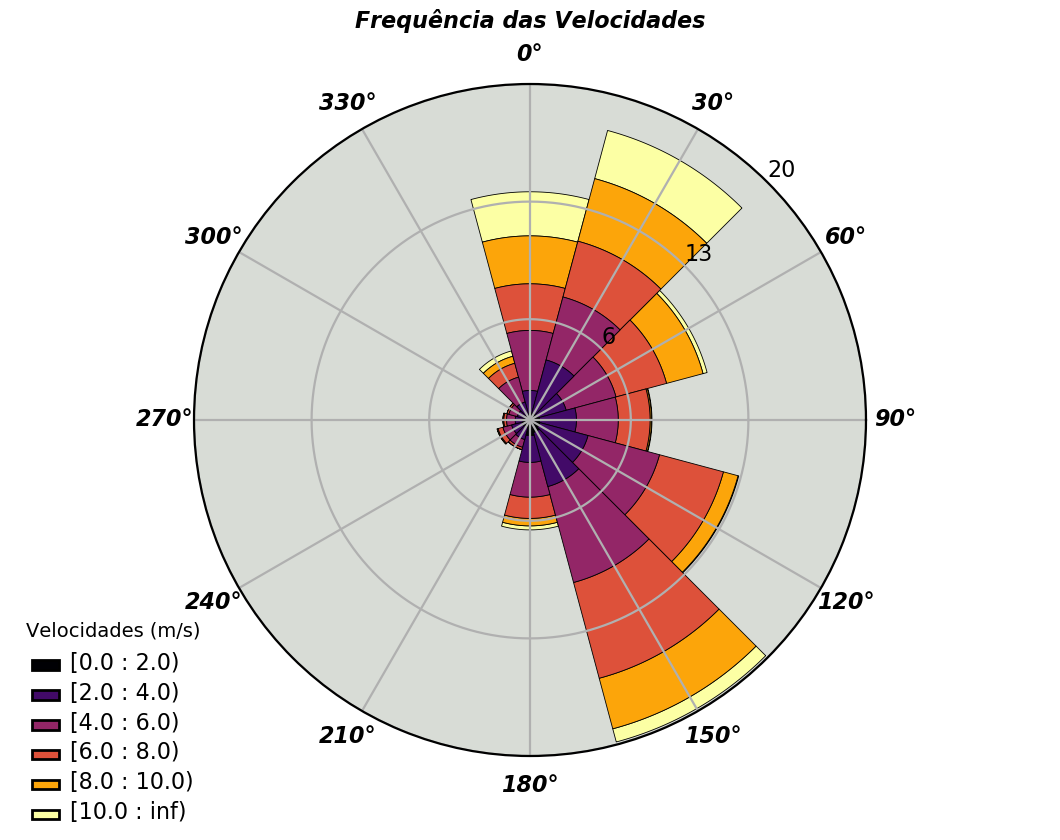 Frequência das Velocidades
0°
330°
30°
20
300°
60°
13
6
270°
90°
240°
120°
210°
150°
180°
Velocidades (m/s)
[0.0 : 2.0)
[2.0 : 4.0)
[4.0 : 6.0)
[6.0 : 8.0)
[8.0 : 10.0)
[10.0 : inf)